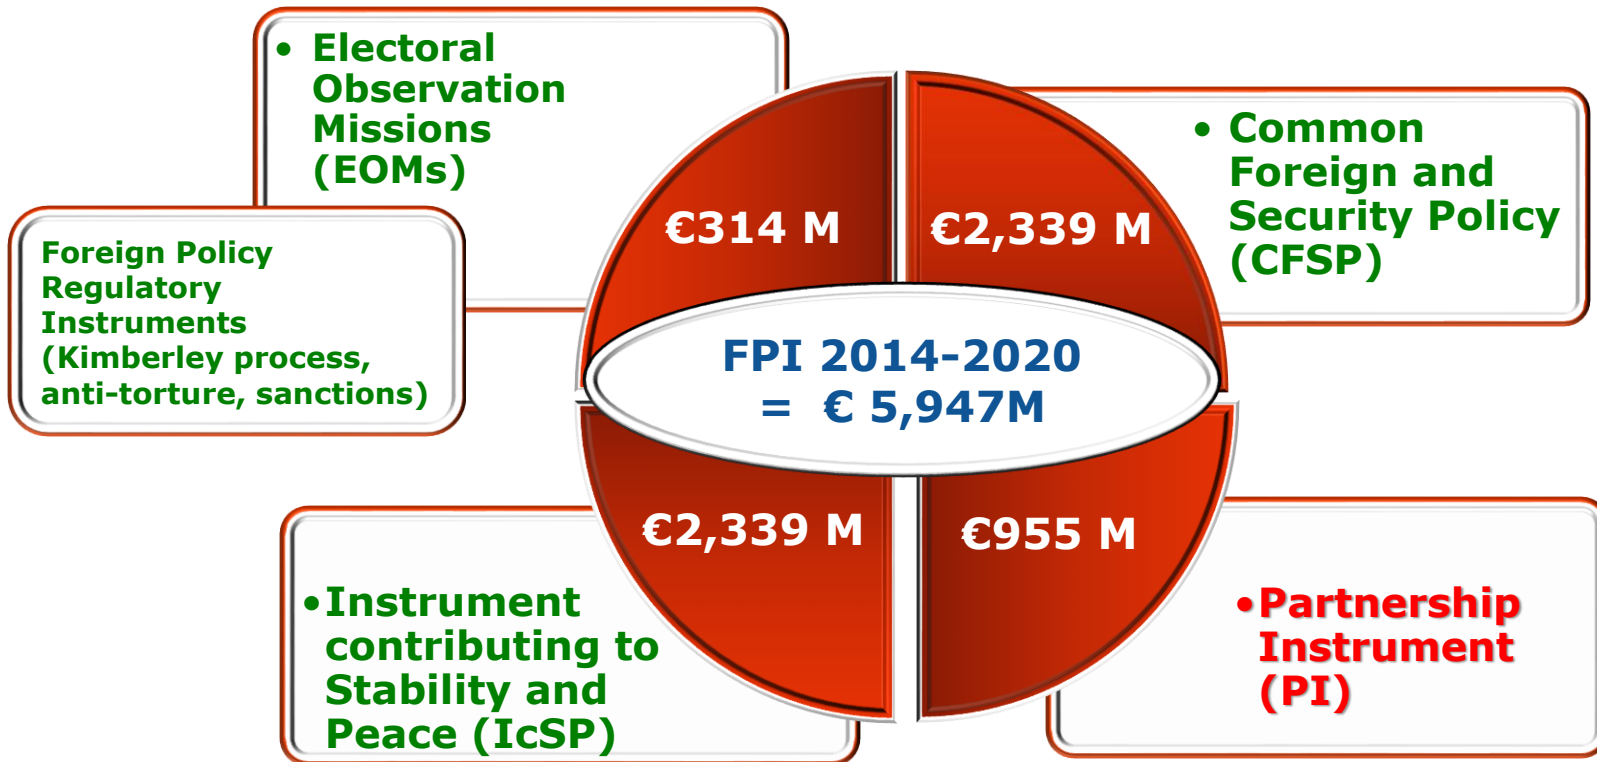 • Electoral
Observation
Missions
(EOMs)
Foreign Policy
Regulatory
Instruments
(Kimberley process,
anti-torture, sanctions)
€314 M
€2,339 M
• Common
Foreign and
Security Policy
(CFSP)
FPI 2014-2020
= € 5,947M
€2,339 M
€955 M
•Instrument
contributing to
Stability and
Peace (IcSP)
•Partnership
Instrument
(PI)